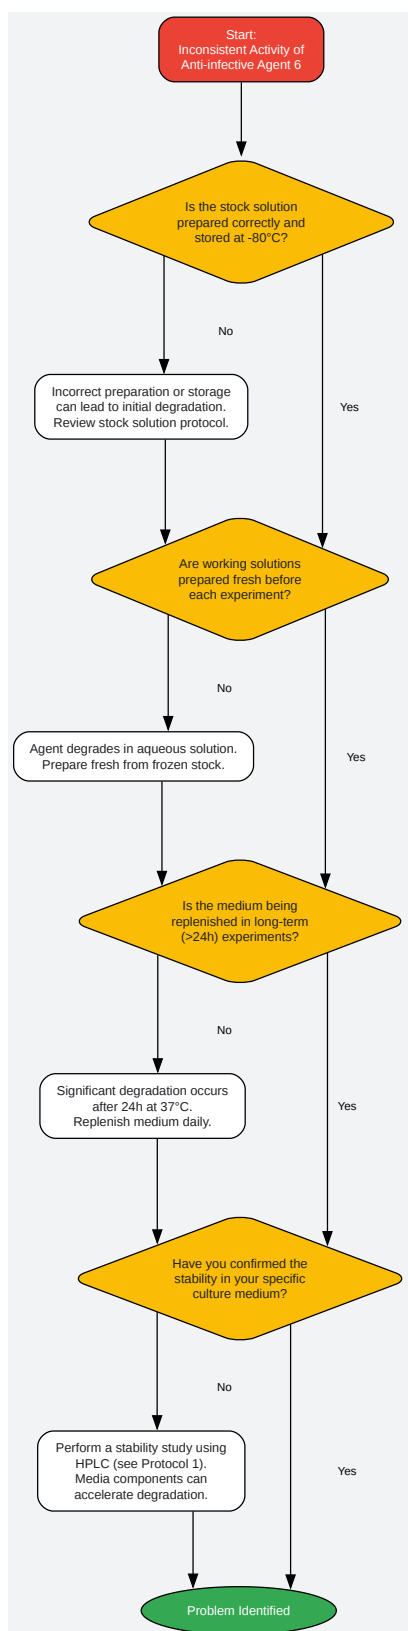 Start:
Inconsistent Activity of
Anti-infective Agent 6
Is the stock solution
prepared correctly and
stored at -80°C?
No
Incorrect preparation or storage
can lead to initial degradation.
Review stock solution protocol.
Yes
Are working solutions
prepared fresh before
each experiment?
No
Agent degrades in aqueous solution.
Prepare fresh from frozen stock.
Yes
Is the medium being
replenished in long-term
(>24h) experiments?
No
Significant degradation occurs
after 24h at 37°C.
Replenish medium daily.
Yes
Have you confirmed the
stability in your specific
culture medium?
No
Perform a stability study using
HPLC (see Protocol 1).
Media components can
accelerate degradation.
Yes
Problem Identified